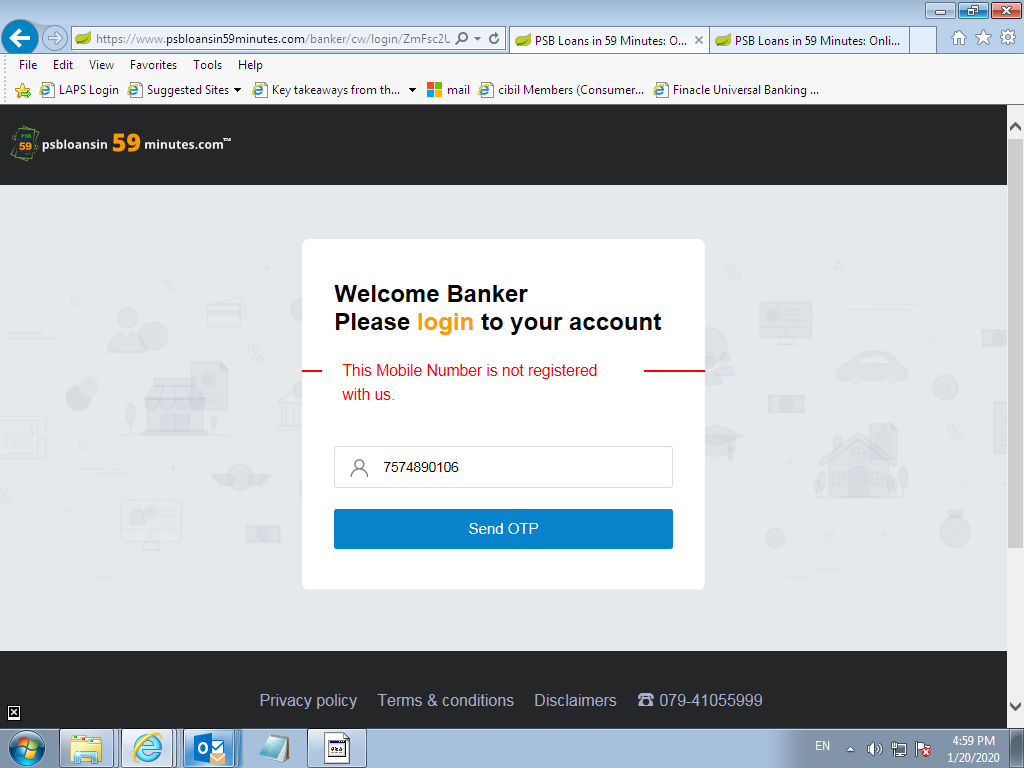 https://www.psbloansin59minutes.com/banker/cw/login/ZmFsc2U
PSB Loans in 59 Minutes: O...
PSB Loans in 59 Minutes: Onli...
File Edit View Favorites Tools Help
LAPS Login Suggested Sites Key takeaways from th... mail cibil Members (Consumer... Finacle Universal Banking ...
PSB
59
psbloansin 59 minutes.com™
Welcome Banker
Please login to your account
This Mobile Number is not registered
with us.
7574890106
Send OTP
Privacy policy Terms & conditions Disclaimers ☎ 079-41055999
EN
4:59 PM
1/20/2020